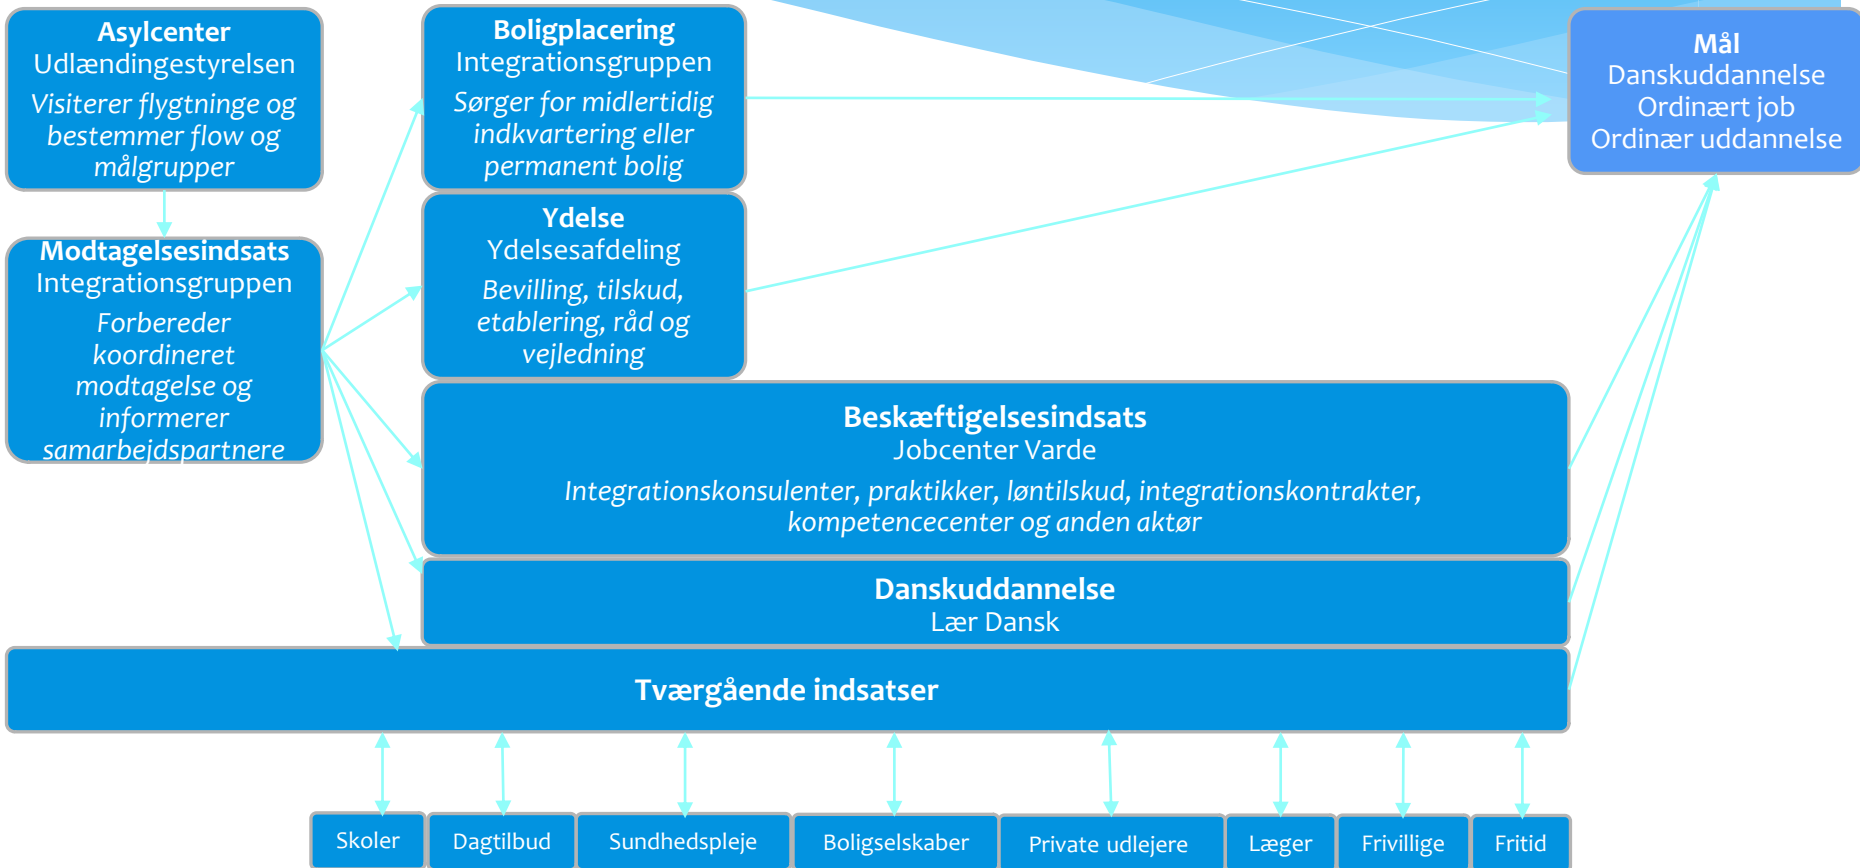 Asylcenter
Udlændingestyrelsen
Visiterer flygtninge og
bestemmer flow og
målgrupper
Modtagelsesindsats
Integrationsgruppen
Forbereder
koordineret
modtagelse og
informerer
samarbejdspartnere
Boligplacering
Integrationsgruppen
Sørger for midlertidig
indkvartering eller
permanent bolig
Ydelse
Ydelsesafdeling
Bevilling, tilskud,
etablering, råd og
vejledning
Beskæftigelsesindsats
Jobcenter Varde
Integrationskonsulenter, praktikker, løntilskud, integrationskontrakter,
kompetencecenter og anden aktør
Danskuddannelse
Lær Dansk
Tværgående indsatser
Mål
Danskuddannelse
Ordinært job
Ordinær uddannelse
Skoler
Dagtilbud
Sundhedspleje
Boligselskaber
Private udlejere
Læger
Frivillige
Fritid